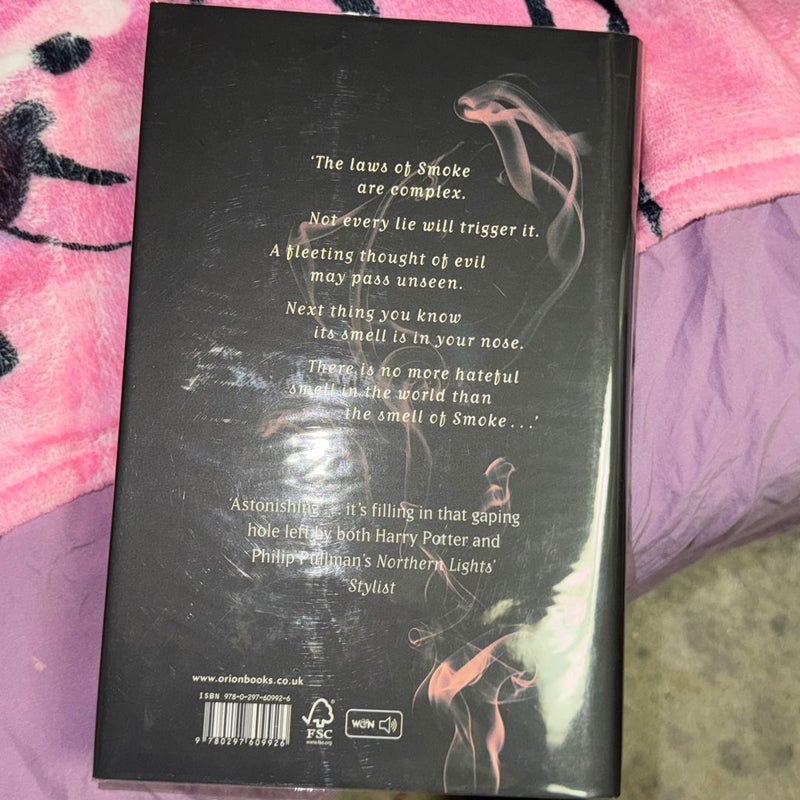 ‘The laws of Smoke
are complex.
Not every lie will trigger it.
A fleeting thought of evil
may pass unseen.
Next thing you know
its smell is in your nose.
There is no more hateful
smell in the world than
the smell of Smoke . . .’
‘Astonishing . . . it’s filling in that gaping
hole left by both Harry Potter and
Philip Pullman’s Northern Lights’
Stylist
www.orionbooks.co.uk
ISBN 978-0-297-60992-6
9 780297 609926
FSC
www.fsc.org
W&N